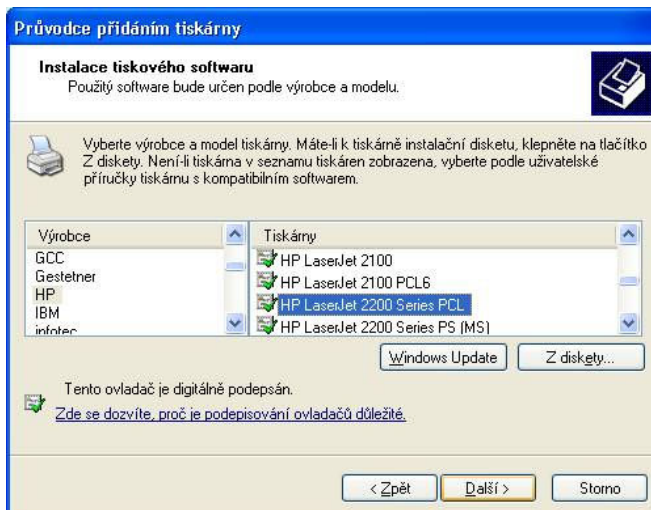 Průvodce přidáním tiskárny
Instalace tiskového softwaru
Použitý software bude určen podle výrobce a modelu.
Vyberte výrobce a model tiskárny. Máte-li k tiskárně instalační disketu, klepněte na tlačítko
Z diskety. Není-li tiskárna v seznamu tiskáren zobrazena, vyberte podle uživatelské
příručky tiskárnu s kompatibilním softwarem.
Výrobce
GCC
Gestetner
HP
IBM
infotec
Tiskárny
HP LaserJet 2100
HP LaserJet 2100 PCL6
HP LaserJet 2200 Series PCL
HP LaserJet 2200 Series PS (MS)
Windows Update
Z diskety...
Tento ovladač je digitálně podepsán.
Zde se dozvíte, proč je podepisování ovladačů důležité.
< Zpět
Další >
Storno